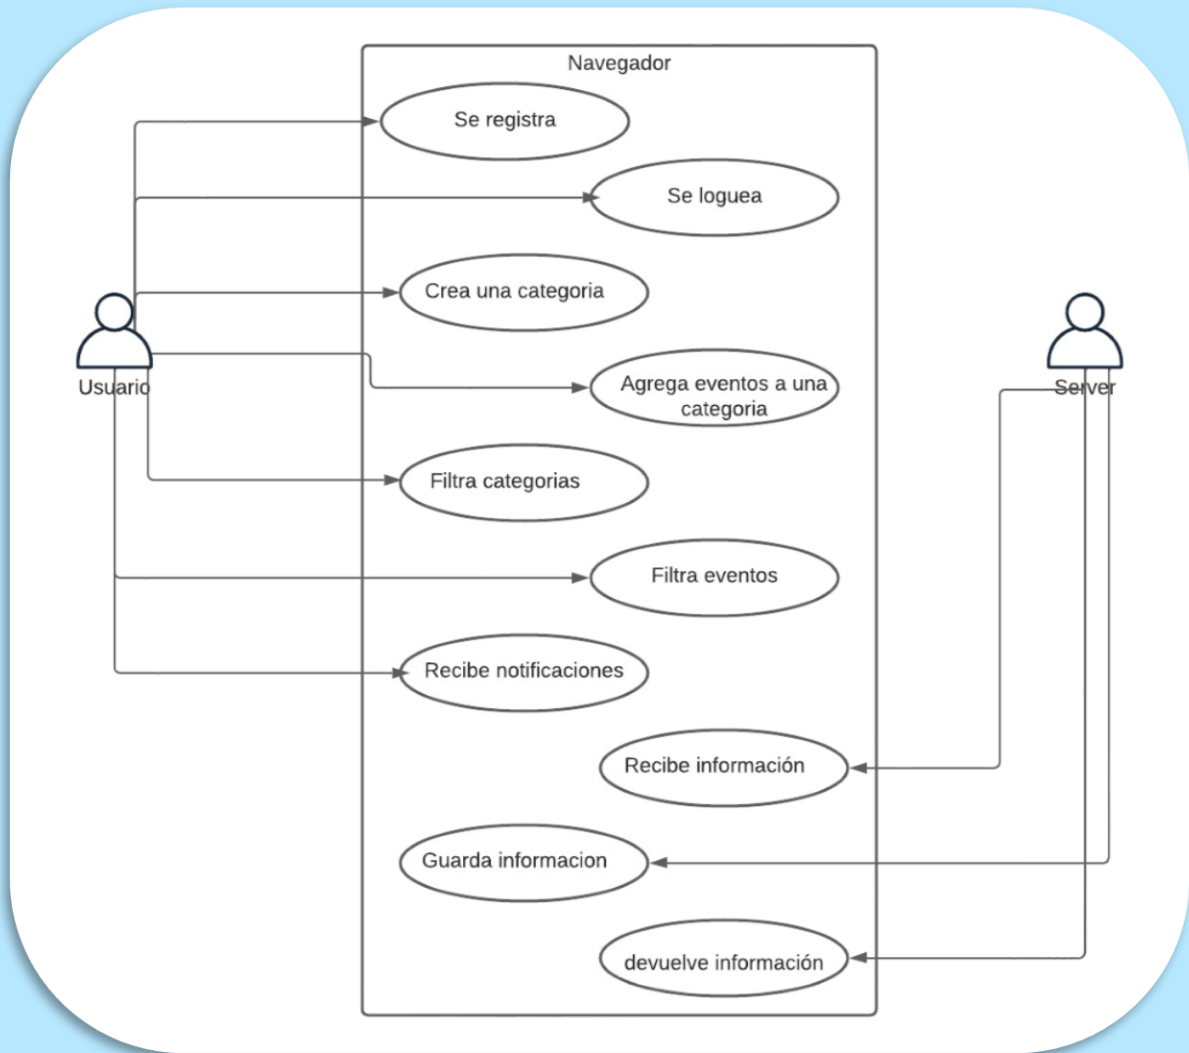 Navegador
Se registra
Se loguea
Crea una categoria
Usuario
Server
Agrega eventos a una
categoria
Filtra categorias
Filtra eventos
Recibe notificaciones
Recibe información
Guarda informacion
devuelve información